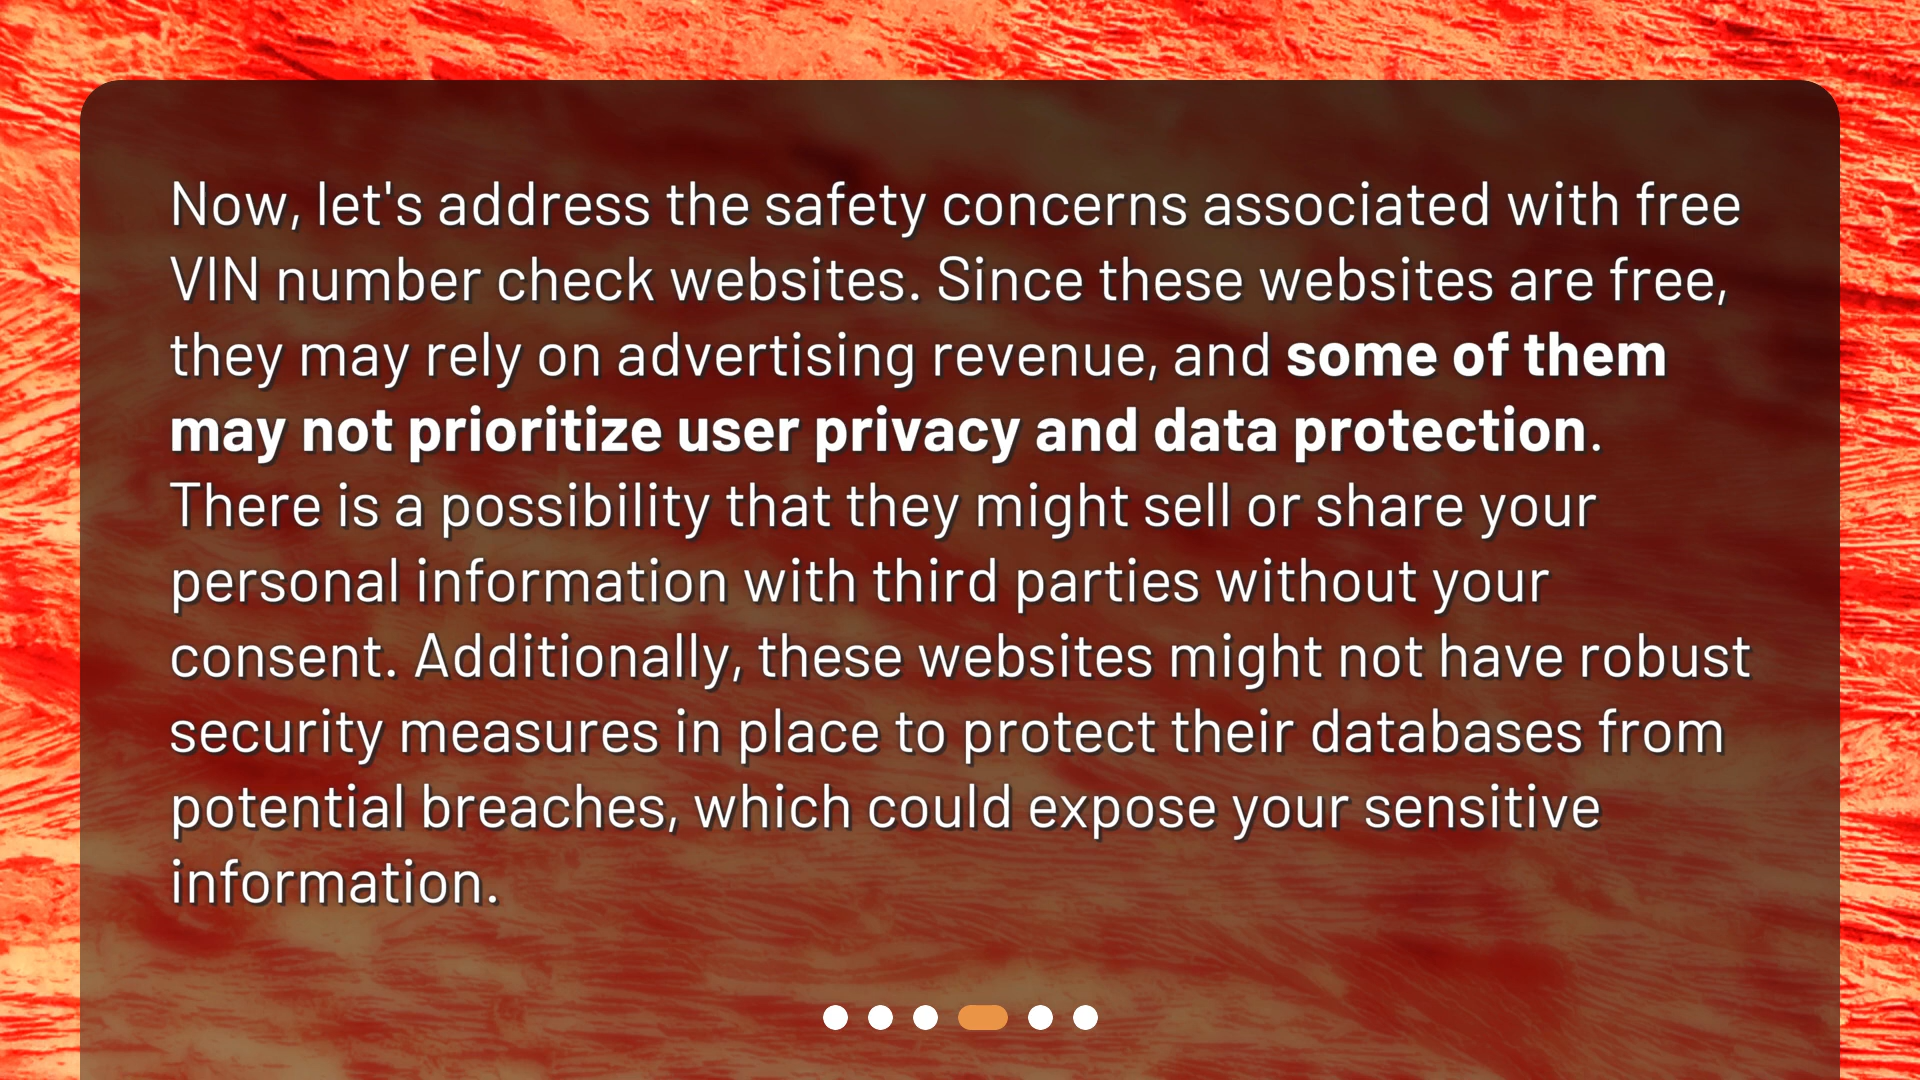 Now, let's address the safety concerns associated with free
VIN number check websites. Since these websites are free,
they may rely on advertising revenue, and some of them
may not prioritize user privacy and data protection.
There is a possibility that they might sell or share your
personal information with third parties without your
consent. Additionally, these websites might not have robust
security measures in place to protect their databases from
potential breaches, which could expose your sensitive
information.